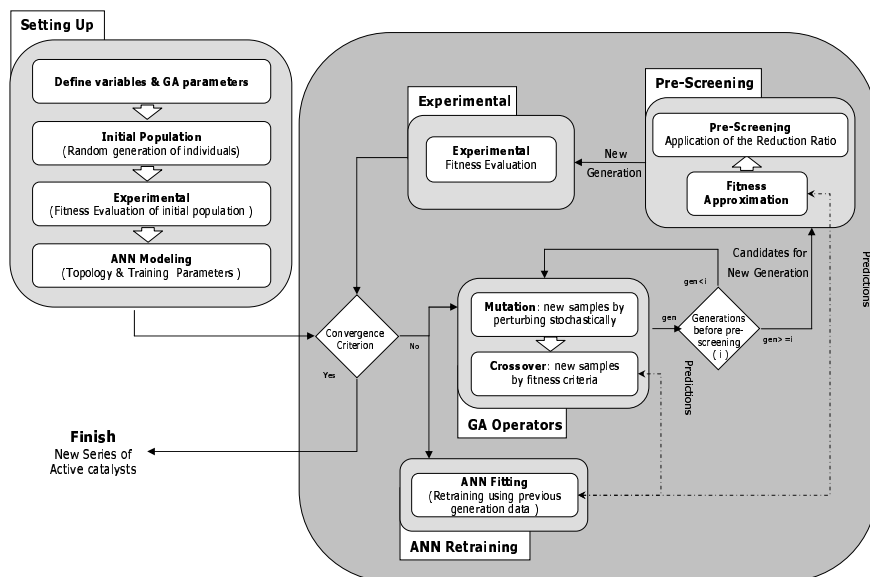 Setting Up
Define variables & GA parameters
Initial Population
(Random generation of individuals)
Experimental
(Fitness Evaluation of initial population )
ANN Modeling
(Topology & Training Parameters )
Experimental
Experimental
Fitness Evaluation
New
Generation
Pre-Screening
Pre-Screening
Application of the Reduction Ratio
Fitness
Approximation
Candidates for
New Generation
Predictions
Convergence
Criterion
No
Yes
Mutation: new samples by
perturbing stochastically
Crossover: new samples
by fitness criteria
GA Operators
gen
gen<i
Generations
before pre-
screening
( i )
gen> =i
Predictions
Finish
New Series of
Active catalysts
ANN Fitting
(Retraining using previous
generation data )
ANN Retraining